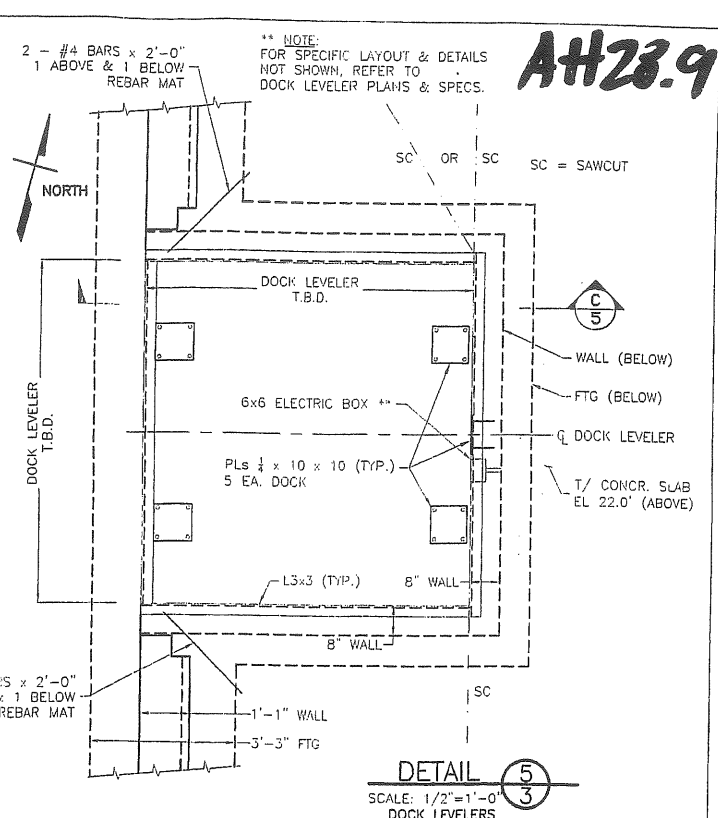 2 - #4 BARS x 2'-0"
1 ABOVE & 1 BELOW
REBAR MAT
** NOTE:
FOR SPECIFIC LAYOUT & DETAILS
NOT SHOWN, REFER TO
DOCK LEVELER PLANS & SPECS.
AH23.9
SC OR SC
SC = SAWCUT
NORTH
DOCK LEVELER
T.B.D.
C
5
WALL (BELOW)
FTG (BELOW)
DOCK LEVELER
T.B.D.
6x6 ELECTRIC BOX **
℄ DOCK LEVELER
PLs ¼ x 10 x 10 (TYP.)
5 EA. DOCK
T/ CONCR. SLAB
EL 22.0' (ABOVE)
L3x3 (TYP.)
8" WALL
8" WALL
RS x 2'-0"
x 1 BELOW
REBAR MAT
SC
1'-1" WALL
3'-3" FTG
DETAIL 5
3
SCALE: 1/2"=1'-0"
DOCK LEVELERS